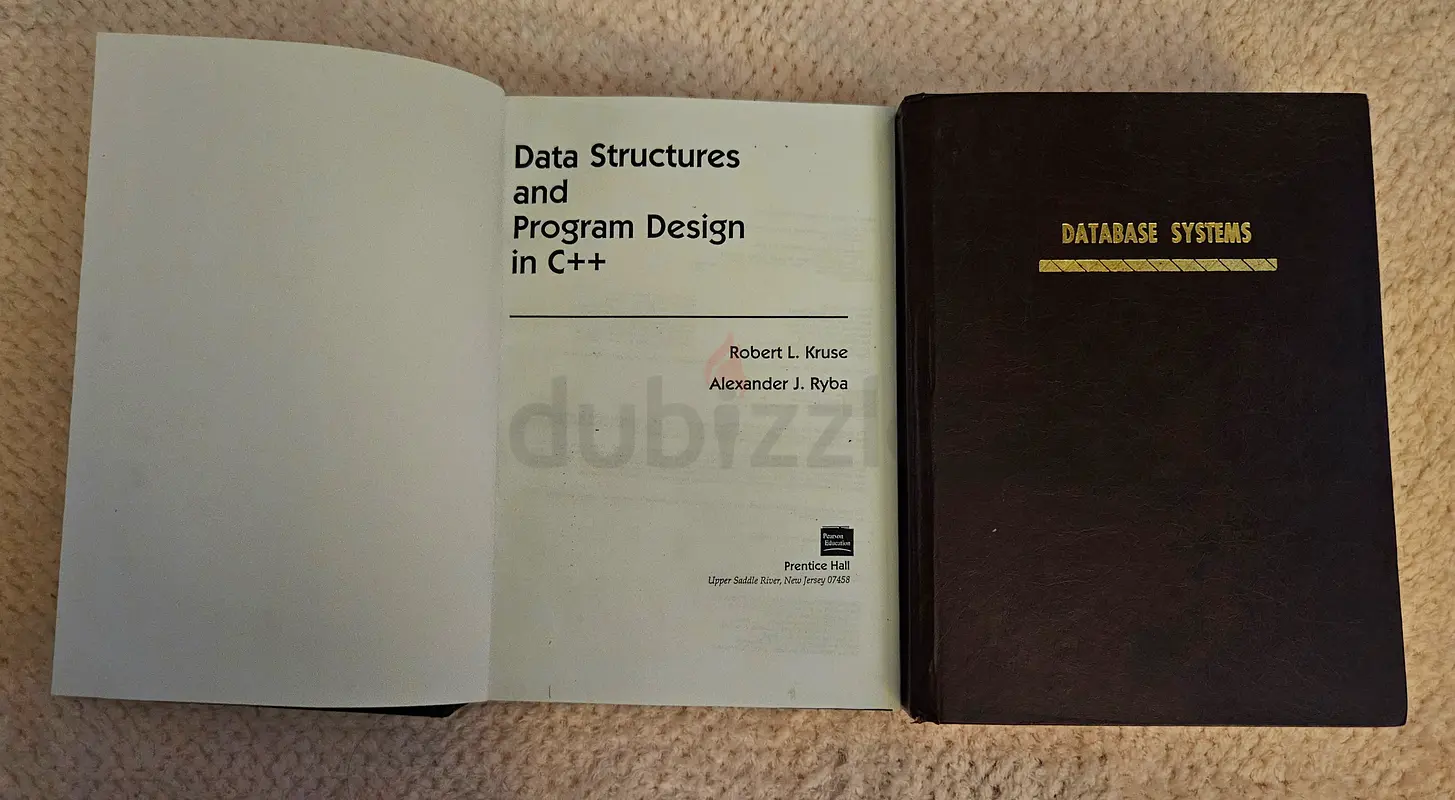 Data Structures
and
Program Design
in C++
Robert L. Kruse
Alexander J. Ryba
Pearson
Education
Prentice Hall
Upper Saddle River, New Jersey 07458
dubizzle
DATABASE SYSTEMS